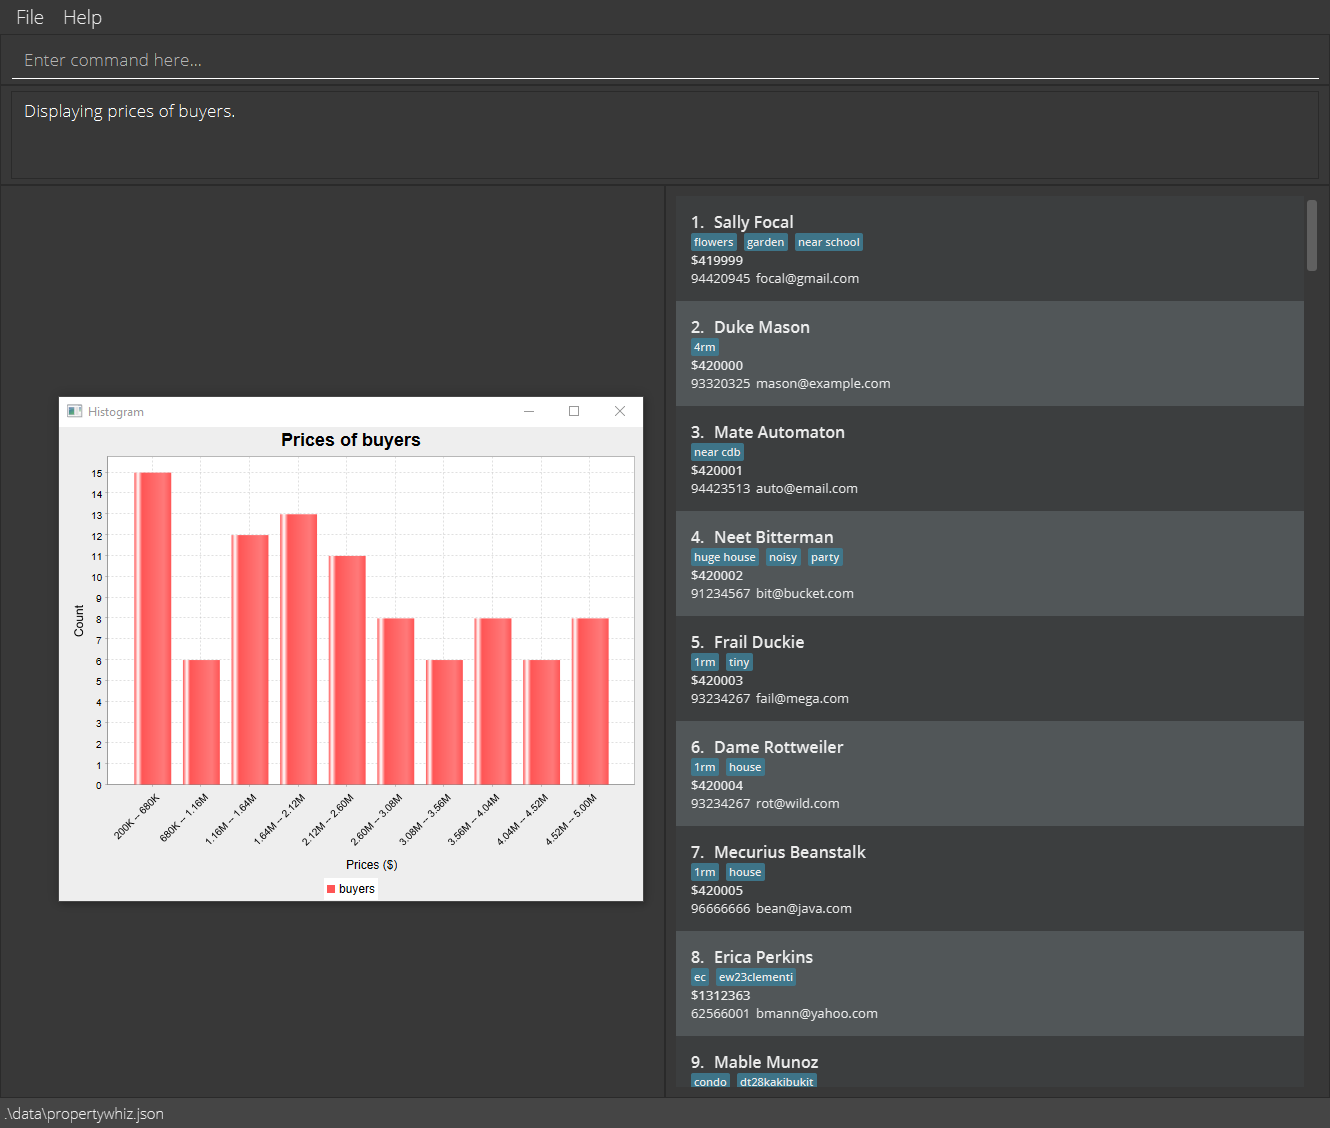 File Help
Enter command here...
Displaying prices of buyers.
Histogram
Prices of buyers
15
14
13
12
11
10
9
8
7
6
5
4
3
2
1
0
Count
200K -- 680K
680K -- 1.16M
1.16M -- 1.64M
1.64M -- 2.12M
2.12M -- 2.60M
2.60M -- 3.08M
3.08M -- 3.56M
3.56M -- 4.04M
4.04M -- 4.52M
4.52M -- 5.00M
Prices ($)
buyers
1. Sally Focal
flowers garden near school
$419999
94420945 focal@gmail.com
2. Duke Mason
4rm
$420000
93320325 mason@example.com
3. Mate Automaton
near cdb
$420001
94423513 auto@email.com
4. Neet Bitterman
huge house noisy party
$420002
91234567 bit@bucket.com
5. Frail Duckie
1rm tiny
$420003
93234267 fail@mega.com
6. Dame Rottweiler
1rm house
$420004
93234267 rot@wild.com
7. Mecurius Beanstalk
1rm house
$420005
96666666 bean@java.com
8. Erica Perkins
ec ew23clementi
$1312363
62566001 bmann@yahoo.com
9. Mable Munoz
condo dt28kakibukit
.\data\propertywhiz.json